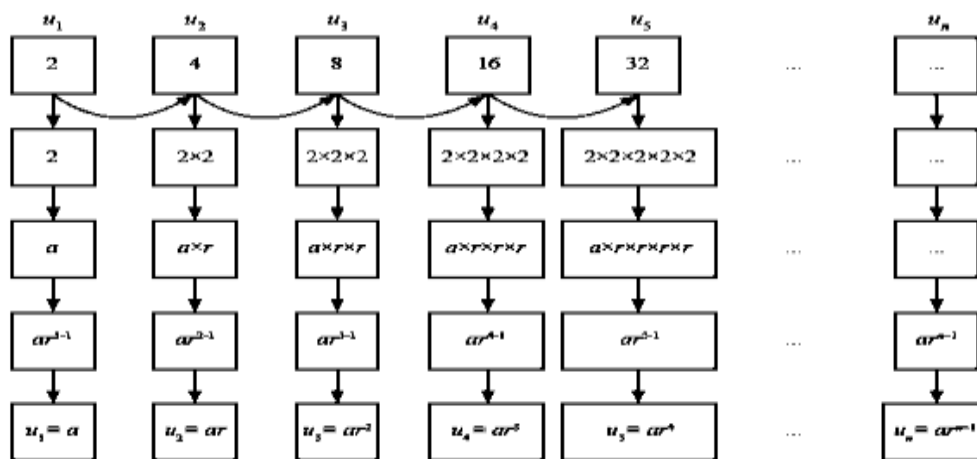 u₁ u₂ u₃ u₄ u₅ uₙ
2 4 8 16 32 ... ...
2 2×2 2×2×2 2×2×2×2 2×2×2×2×2 ... ...
a a×r a×r×r a×r×r×r a×r×r×r×r ... ...
ar¹⁻¹ ar²⁻¹ ar³⁻¹ ar⁴⁻¹ ar⁵⁻¹ ... arⁿ⁻¹
u₁ = a u₂ = ar u₃ = ar² u₄ = ar³ u₅ = ar⁴ ... uₙ = arⁿ⁻¹